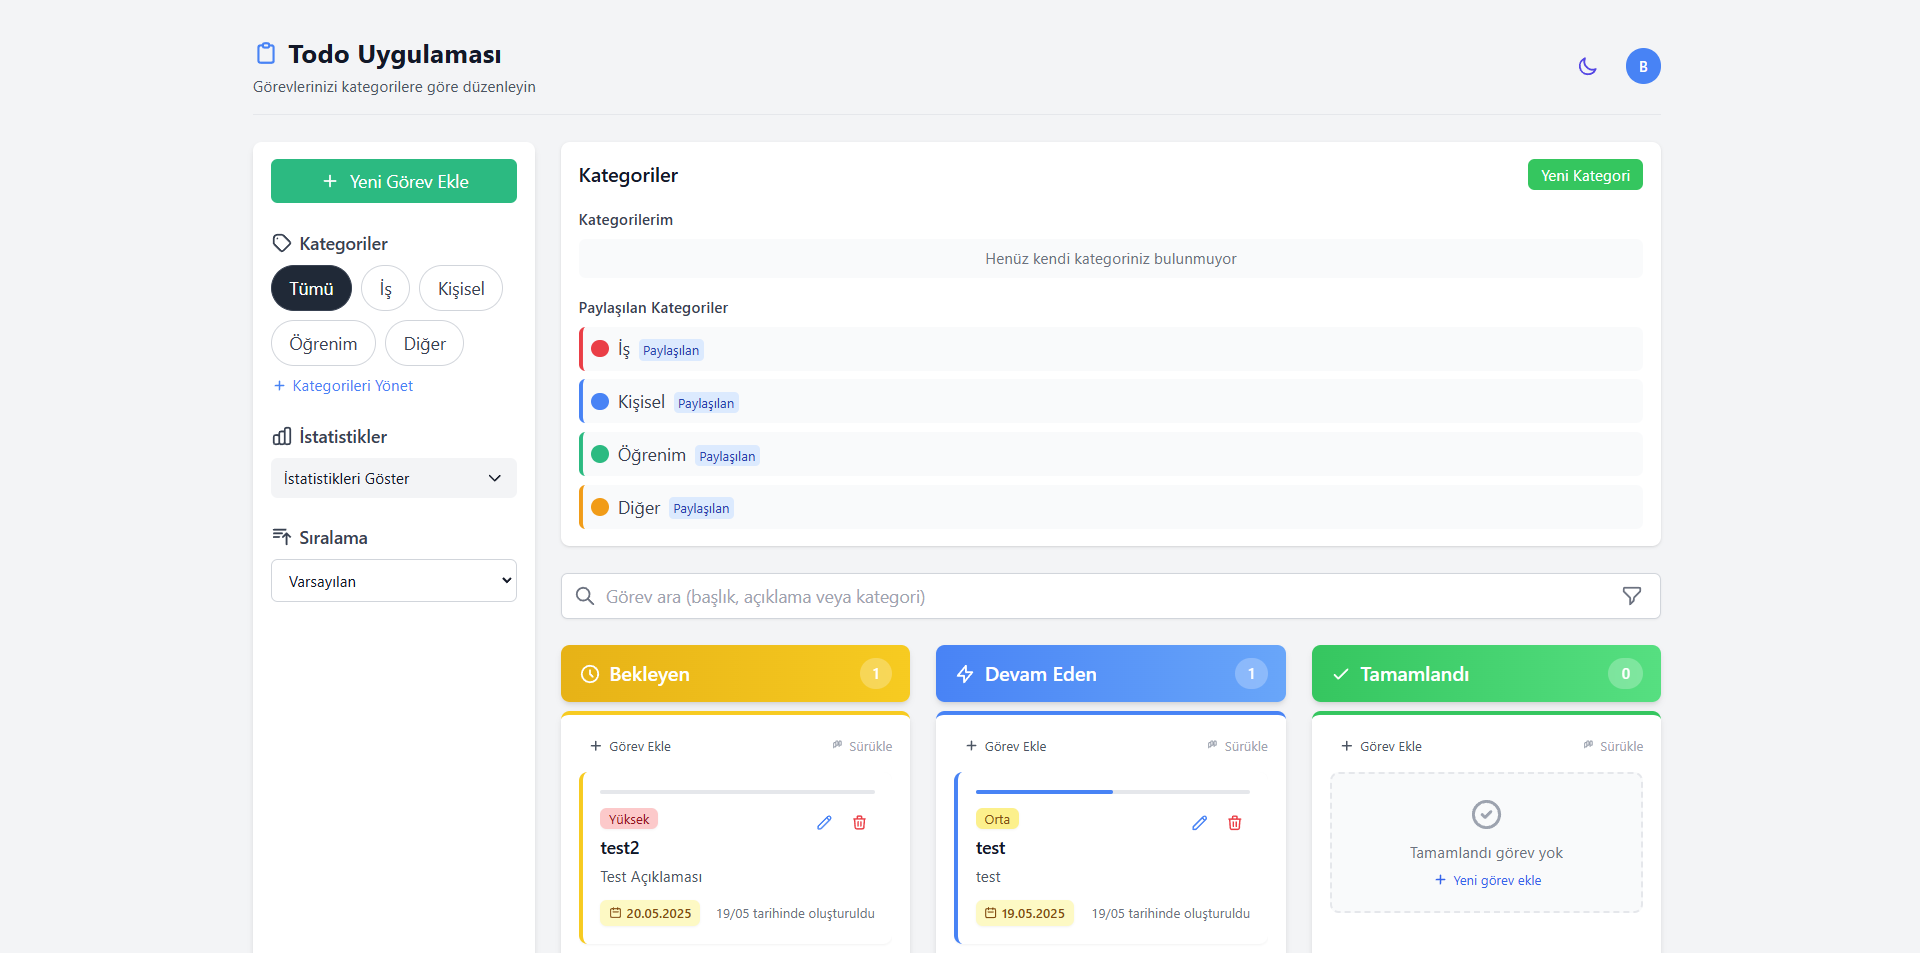 Todo Uygulaması
Görevlerinizi kategorilere göre düzenleyin
B
Yeni Görev Ekle
Kategoriler
Tümü
İş
Kişisel
Öğrenim
Diğer
+ Kategorileri Yönet
İstatistikler
İstatistikleri Göster
Sıralama
Varsayılan
Kategoriler
Yeni Kategori
Kategorilerim
Henüz kendi kategoriniz bulunmuyor
Paylaşılan Kategoriler
İş Paylaşılan
Kişisel Paylaşılan
Öğrenim Paylaşılan
Diğer Paylaşılan
Görev ara (başlık, açıklama veya kategori)
Bekleyen 1
+ Görev Ekle Sürükle
Yüksek
test2
Test Açıklaması
20.05.2025 19/05 tarihinde oluşturuldu
Devam Eden 1
+ Görev Ekle Sürükle
Orta
test
test
19.05.2025 19/05 tarihinde oluşturuldu
Tamamlandı 0
+ Görev Ekle Sürükle
Tamamlandı görev yok
+ Yeni görev ekle